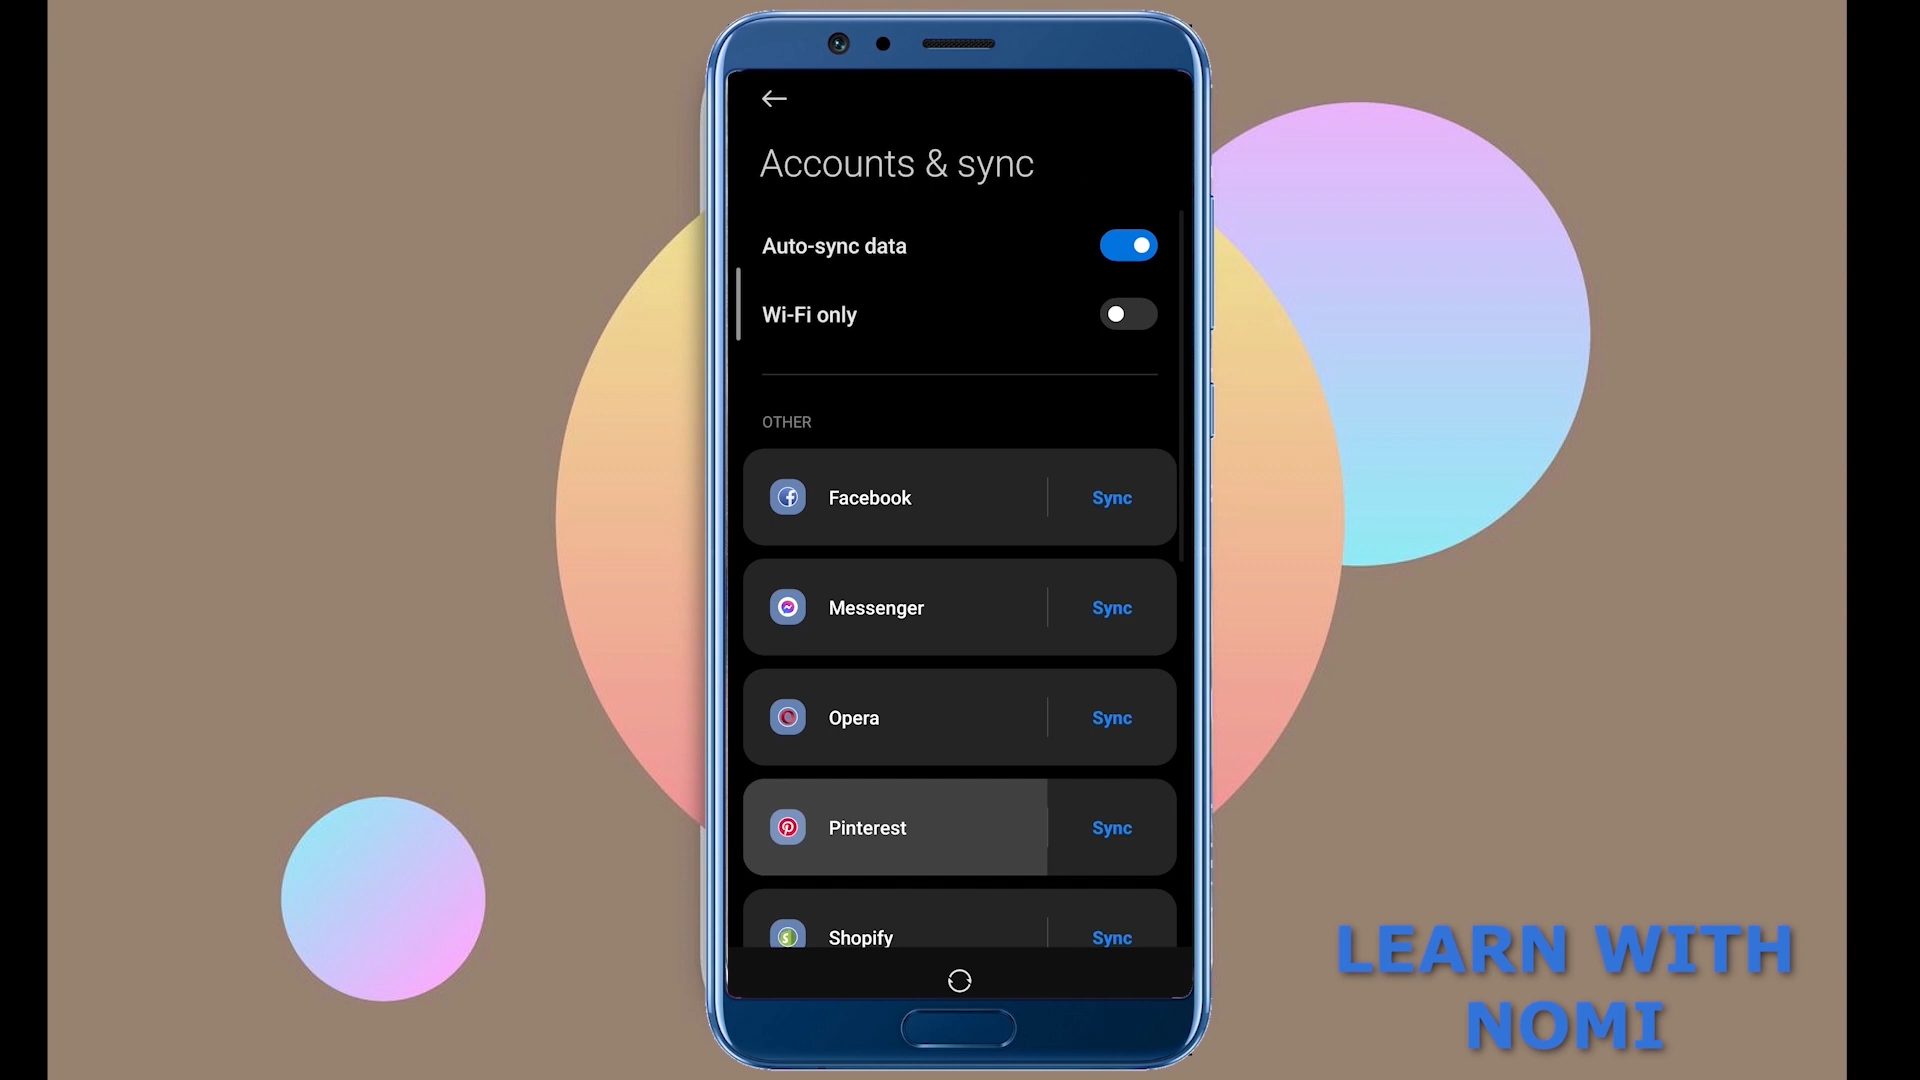 Accounts & sync
Auto-sync data
Wi-Fi only
OTHER
Facebook Sync
Messenger Sync
Opera Sync
Pinterest Sync
Shopify Sync
LEARN WITH
NOMI